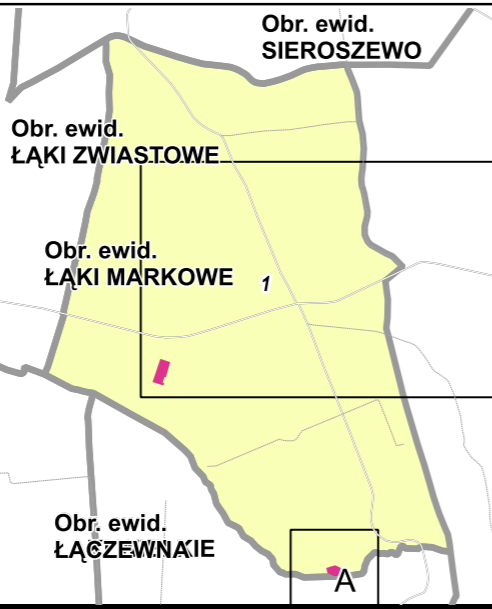 Obr. ewid.
SIEROSZEWO
Obr. ewid.
ŁĄKI ZWIASTOWE
Obr. ewid.
ŁĄKI MARKOWE
1
Obr. ewid.
A